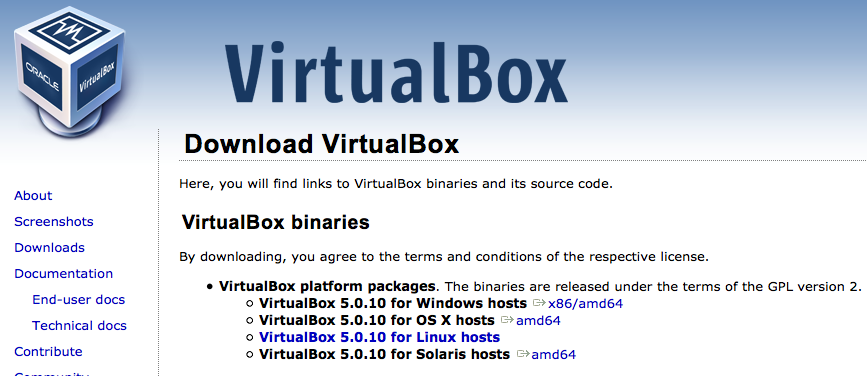 ORACLE
VirtualBox
VirtualBox
Download VirtualBox
Here, you will find links to VirtualBox binaries and its source code.
VirtualBox binaries
By downloading, you agree to the terms and conditions of the respective license.
• VirtualBox platform packages. The binaries are released under the terms of the GPL version 2.
VirtualBox 5.0.10 for Windows hosts x86/amd64
VirtualBox 5.0.10 for OS X hosts amd64
VirtualBox 5.0.10 for Linux hosts
VirtualBox 5.0.10 for Solaris hosts amd64
About
Screenshots
Downloads
Documentation
End-user docs
Technical docs
Contribute
Community